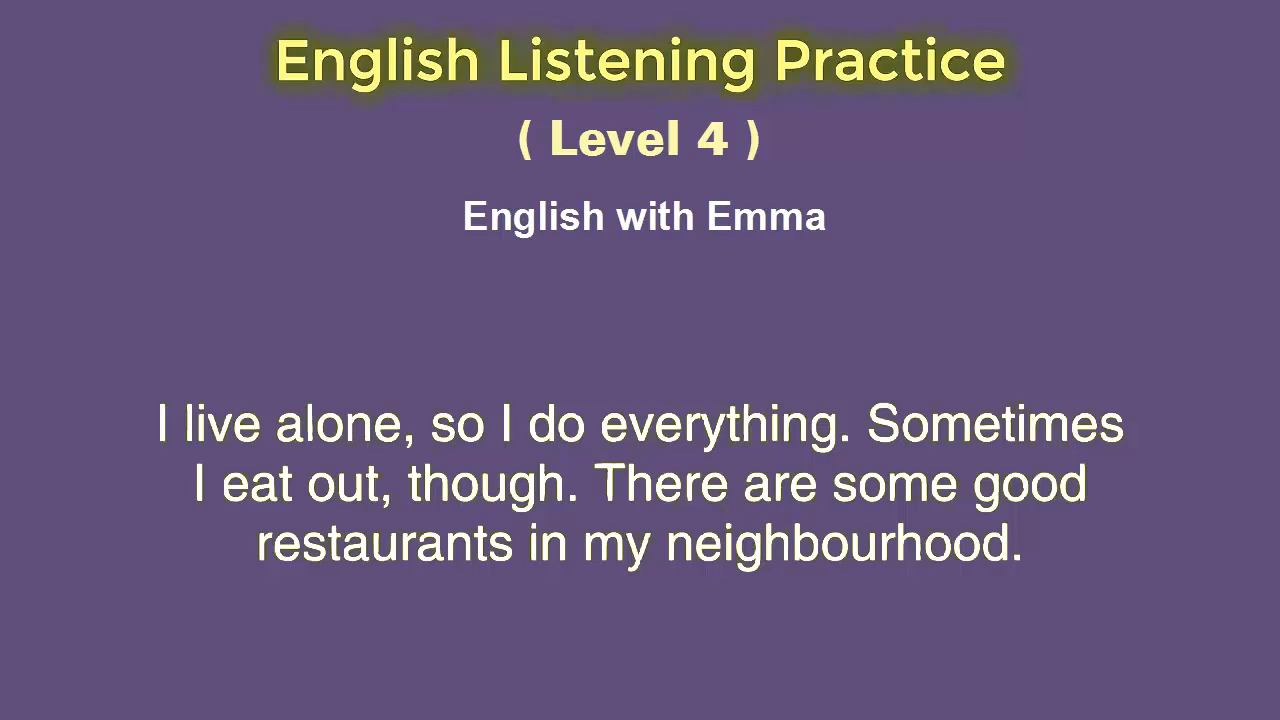 English Listening Practice
( Level 4 )
English with Emma
I live alone, so I do everything. Sometimes
I eat out, though. There are some good
restaurants in my neighbourhood.